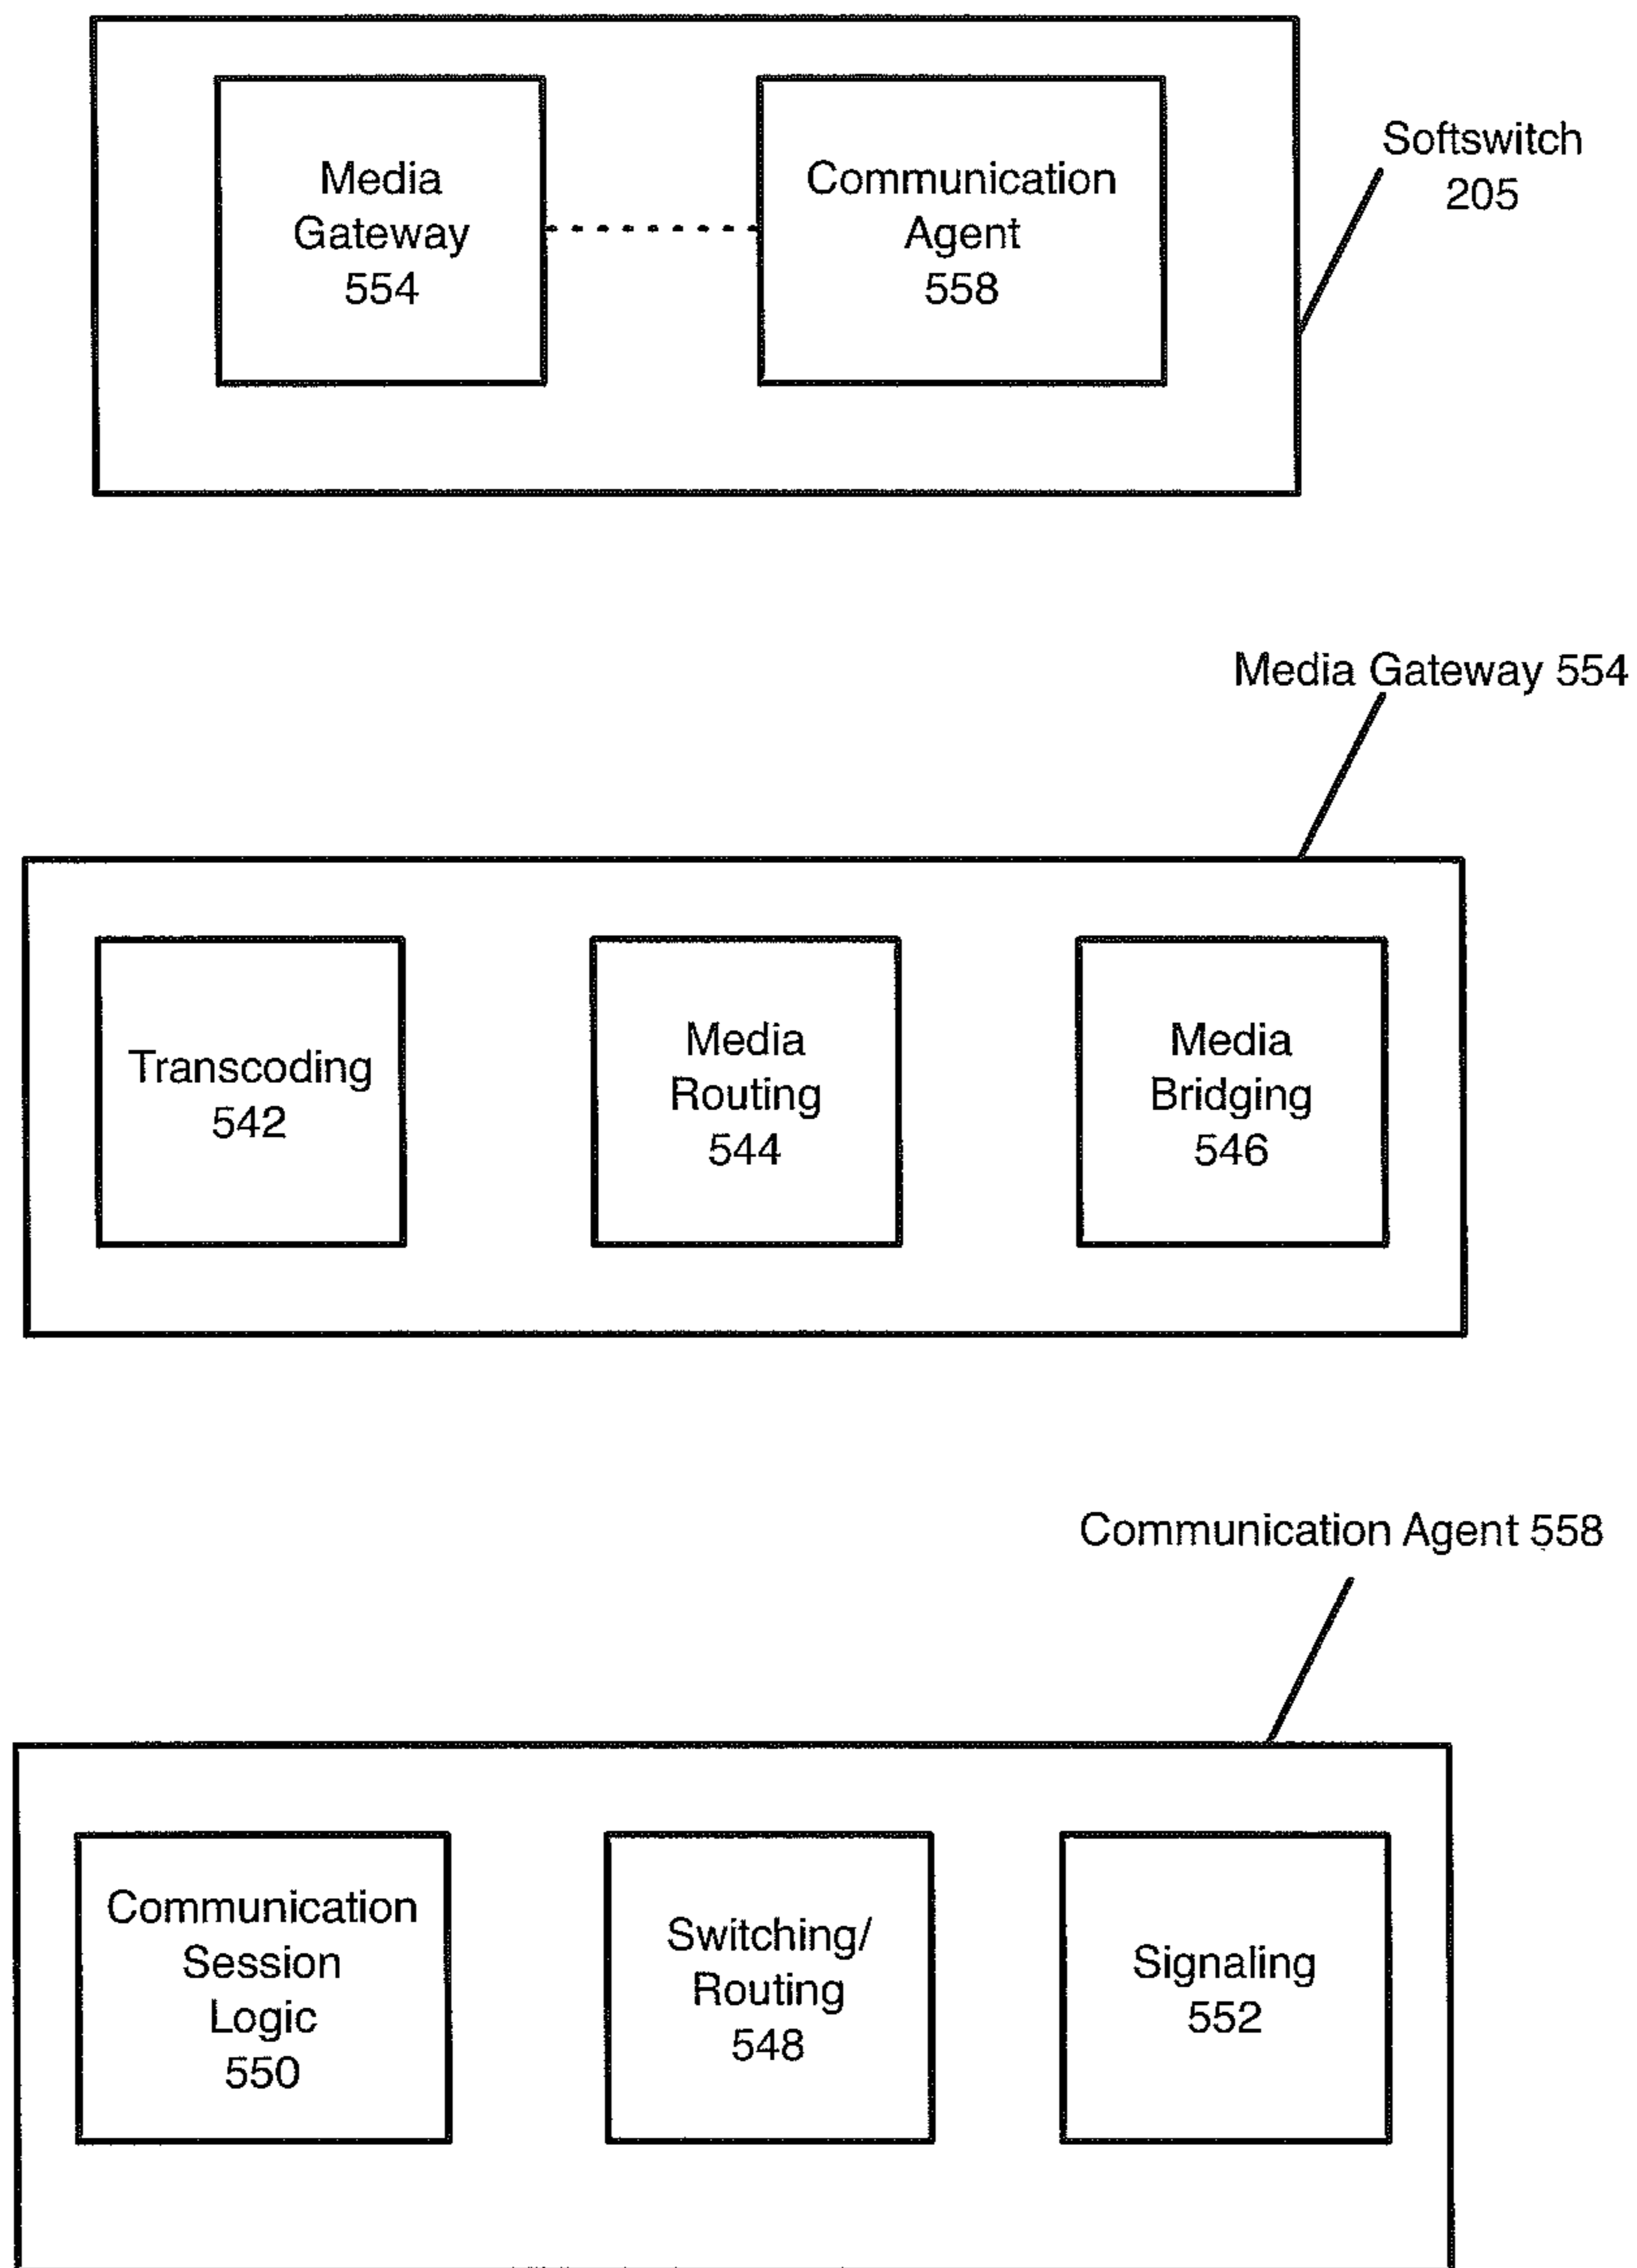 Media
Gateway
554
Communication
Agent
558
Softswitch
205
Media Gateway 554
Transcoding
542
Media
Routing
544
Media
Bridging
546
Communication Agent 558
Communication
Session
Logic
550
Switching/
Routing
548
Signaling
552